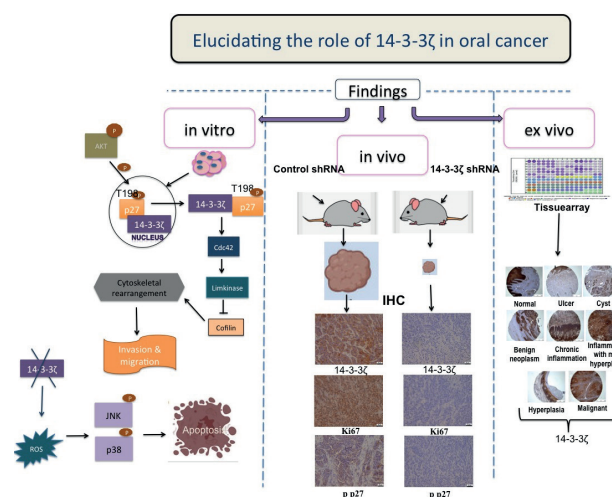 Elucidating the role of 14-3-3ζ in oral cancer
Findings
in vitro
in vivo
ex vivo
P
AKT
P
T198
P
p27
14-3-3ζ
NUCLEUS
14-3-3ζ
T198
P
p27
Cdc42
Limkinase
Cofilin
Cytoskeletal
rearrangement
Invasion &
migration
14-3-3ζ
ROS
P
JNK
P
p38
Apoptosis
Control shRNA
14-3-3ζ shRNA
IHC
14-3-3ζ
14-3-3ζ
Ki67
Ki67
p p27
p p27
Tissuearray
Normal
Ulcer
Cyst
Benign
neoplasm
Chronic
inflammation
Inflamm
with m
hyperpl
Hyperplasia
Malignant
14-3-3ζ